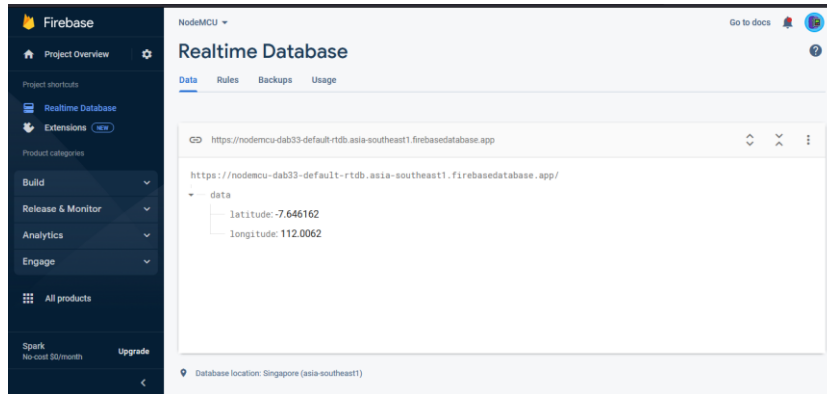 Firebase
Project Overview
Project shortcuts
Realtime Database
Extensions NEW
Product categories
Build
Release & Monitor
Analytics
Engage
All products
Spark
No-cost $0/month
Upgrade
NodeMCU
Go to docs
Realtime Database
Data Rules Backups Usage
https://nodemcu-dab33-default-rtdb.asia-southeast1.firebasedatabase.app
https://nodemcu-dab33-default-rtdb.asia-southeast1.firebasedatabase.app/
data
latitude: -7.646162
longitude: 112.0062
Database location: Singapore (asia-southeast1)